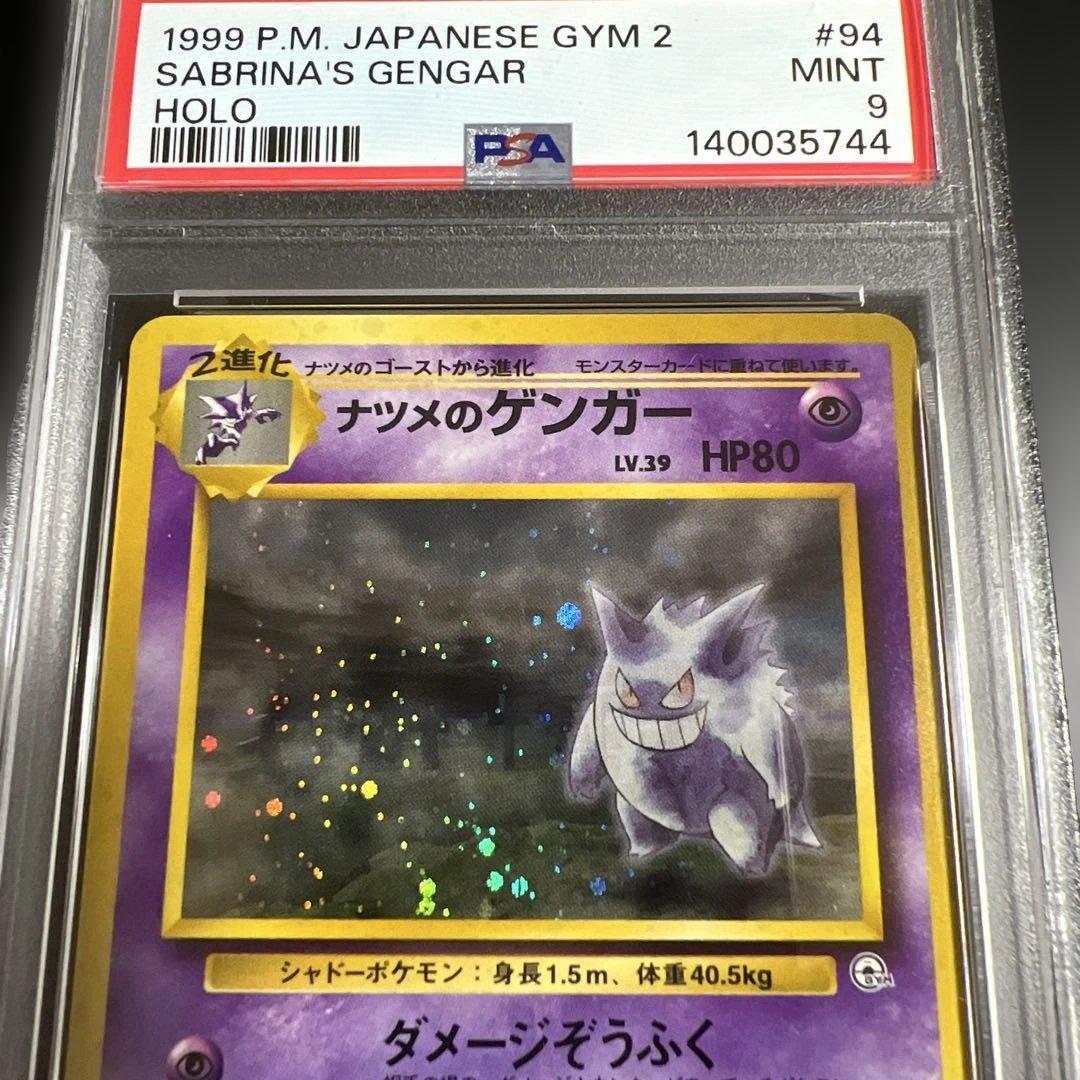 1999 P.M. JAPANESE GYM 2 #94
SABRINA'S GENGAR MINT
HOLO 9
PSA 140035744
2進化 ナツメのゴーストから進化 モンスターカードに重ねて使います。
ナツメのゲンガー
LV.39 HP80
シャドーポケモン：身長1.5m、体重40.5kg
GYM
ダメージぞうふく